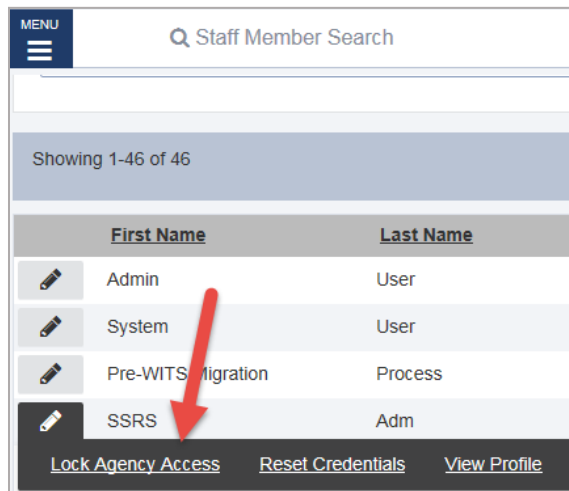 MENU
Staff Member Search
Showing 1-46 of 46
First Name Last Name
Admin User
System User
Pre-WITS Migration Process
SSRS Adm
Lock Agency Access Reset Credentials View Profile